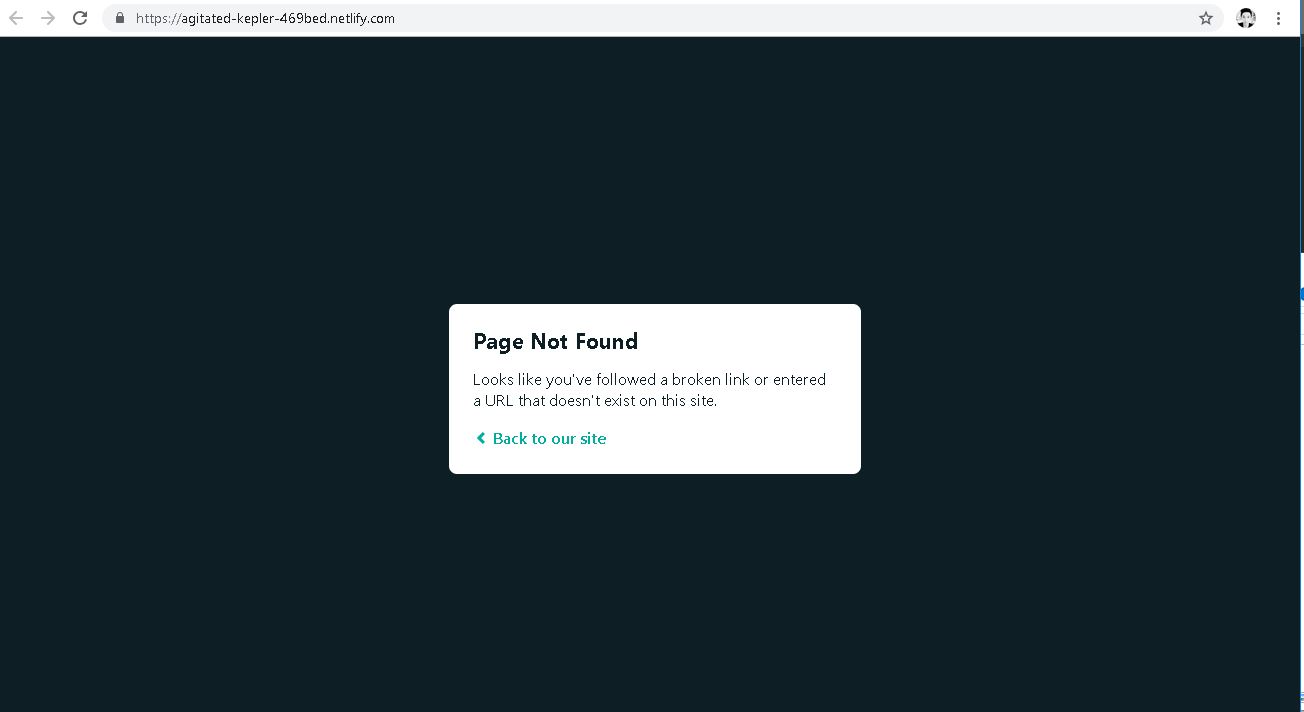 https://agitated-kepler-469bed.netlify.com
Page Not Found
Looks like you've followed a broken link or entered
a URL that doesn't exist on this site.
Back to our site